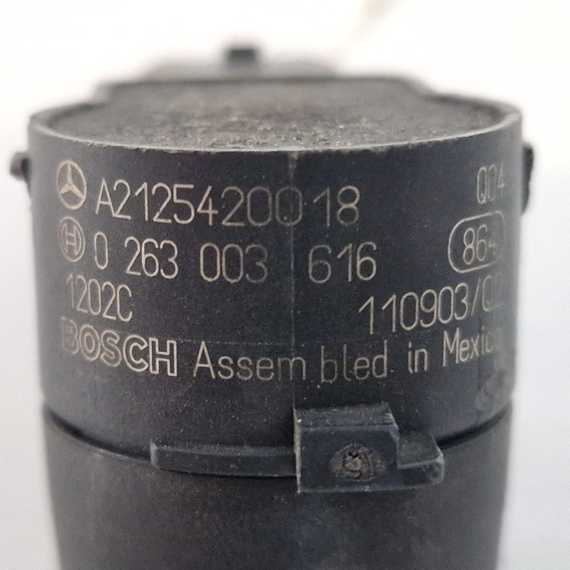 A2125420018 Q04
0 263 003 616 864
1202C 110903/
BOSCH Assembled in Mexico